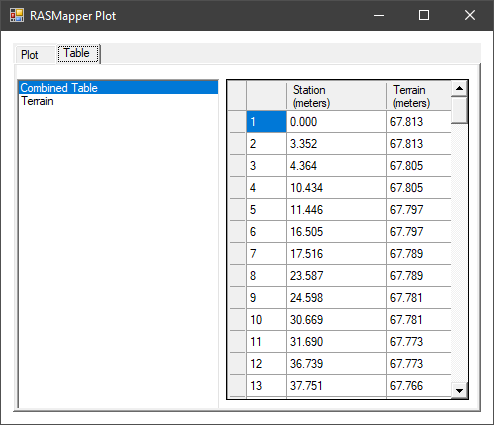 RASMapper Plot
Plot Table
Combined Table
Terrain
Station (meters) Terrain (meters)
1 0.000 67.813
2 3.352 67.813
3 4.364 67.805
4 10.434 67.805
5 11.446 67.797
6 16.505 67.797
7 17.516 67.789
8 23.587 67.789
9 24.598 67.781
10 30.669 67.781
11 31.690 67.773
12 36.739 67.773
13 37.751 67.766